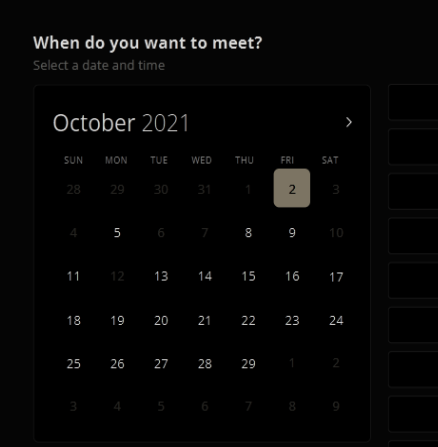 When do you want to meet?
Select a date and time
October 2021 >
SUN MON TUE WED THU FRI SAT
28 29 30 31 1 2 3
4 5 6 7 8 9 10
11 12 13 14 15 16 17
18 19 20 21 22 23 24
25 26 27 28 29 1 2
3 4 5 6 7 8 9